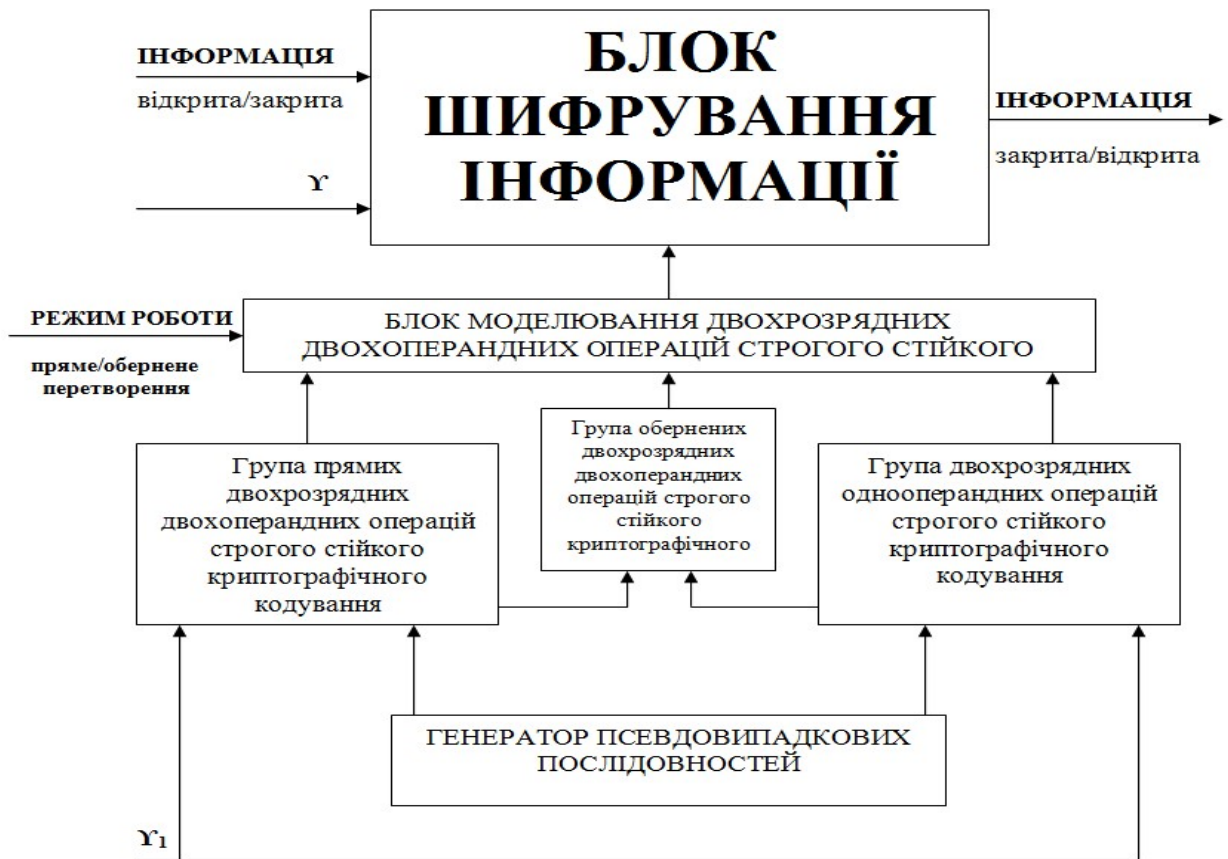 БЛОК
ШИФРУВАННЯ
ІНФОРМАЦІЇ
ІНФОРМАЦІЯ
відкрита/закрита
ϒ
ІНФОРМАЦІЯ
закрита/відкрита
РЕЖИМ РОБОТИ
пряме/обернене
перетворення
БЛОК МОДЕЛЮВАННЯ ДВОХРОЗРЯДНИХ
ДВОХОПЕРАНДНИХ ОПЕРАЦІЙ СТРОГОГО СТІЙКОГО
Група прямих
двохрозрядних
двохоперандних операцій
строгого стійкого
криптографічного
кодування
Група обернених
двохрозрядних
двохоперандних
операцій строгого
стійкого
криптографічного
Група двохрозрядних
однооперандних операцій
строгого стійкого
криптографічного
кодування
ГЕНЕРАТОР ПСЕВДОВИПАДКОВИХ
ПОСЛІДОВНОСТЕЙ
ϒ₁